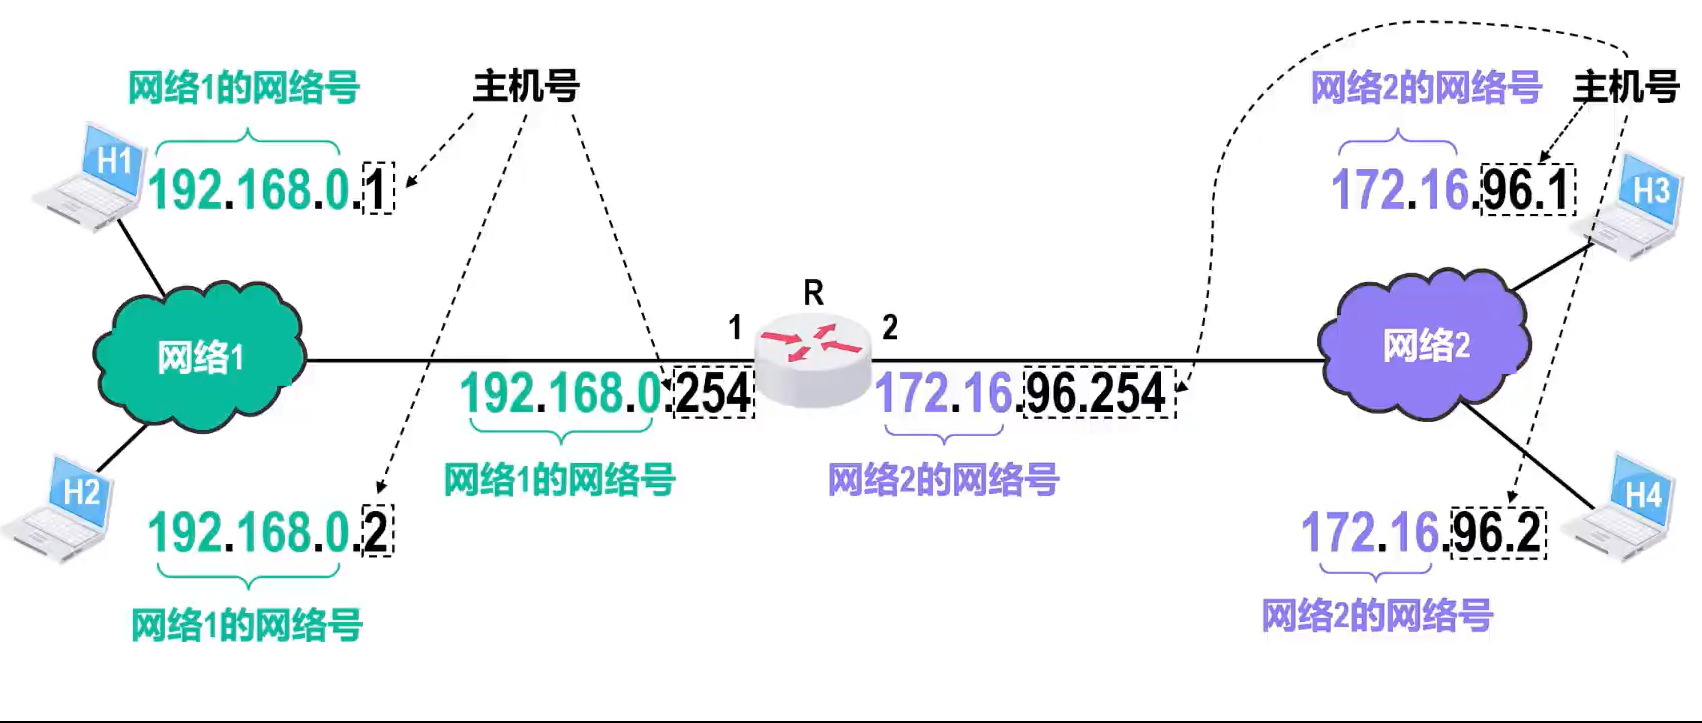 网络1的网络号
主机号
网络2的网络号
主机号
H1
192.168.0.1
172.16.96.1
H3
R
1
2
网络1
网络2
192.168.0.254
172.16.96.254
网络1的网络号
网络2的网络号
H2
192.168.0.2
172.16.96.2
H4
网络1的网络号
网络2的网络号